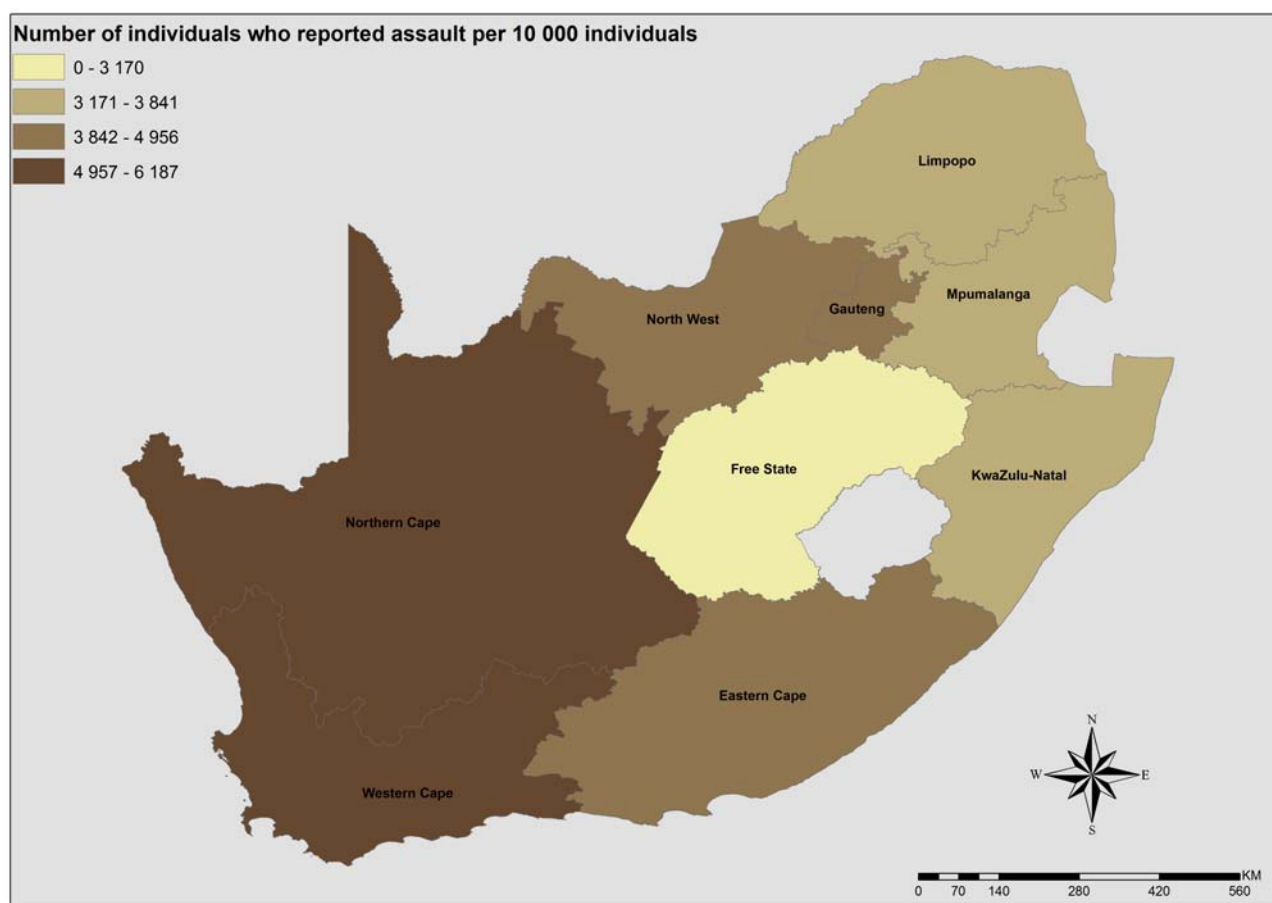 Number of individuals who reported assault per 10 000 individuals
0 - 3 170
3 171 - 3 841
3 842 - 4 956
4 957 - 6 187
Limpopo
Mpumalanga
Gauteng
North West
Free State
KwaZulu-Natal
Northern Cape
Eastern Cape
Western Cape
N
W E
S
KM
0 70 140 280 420 560